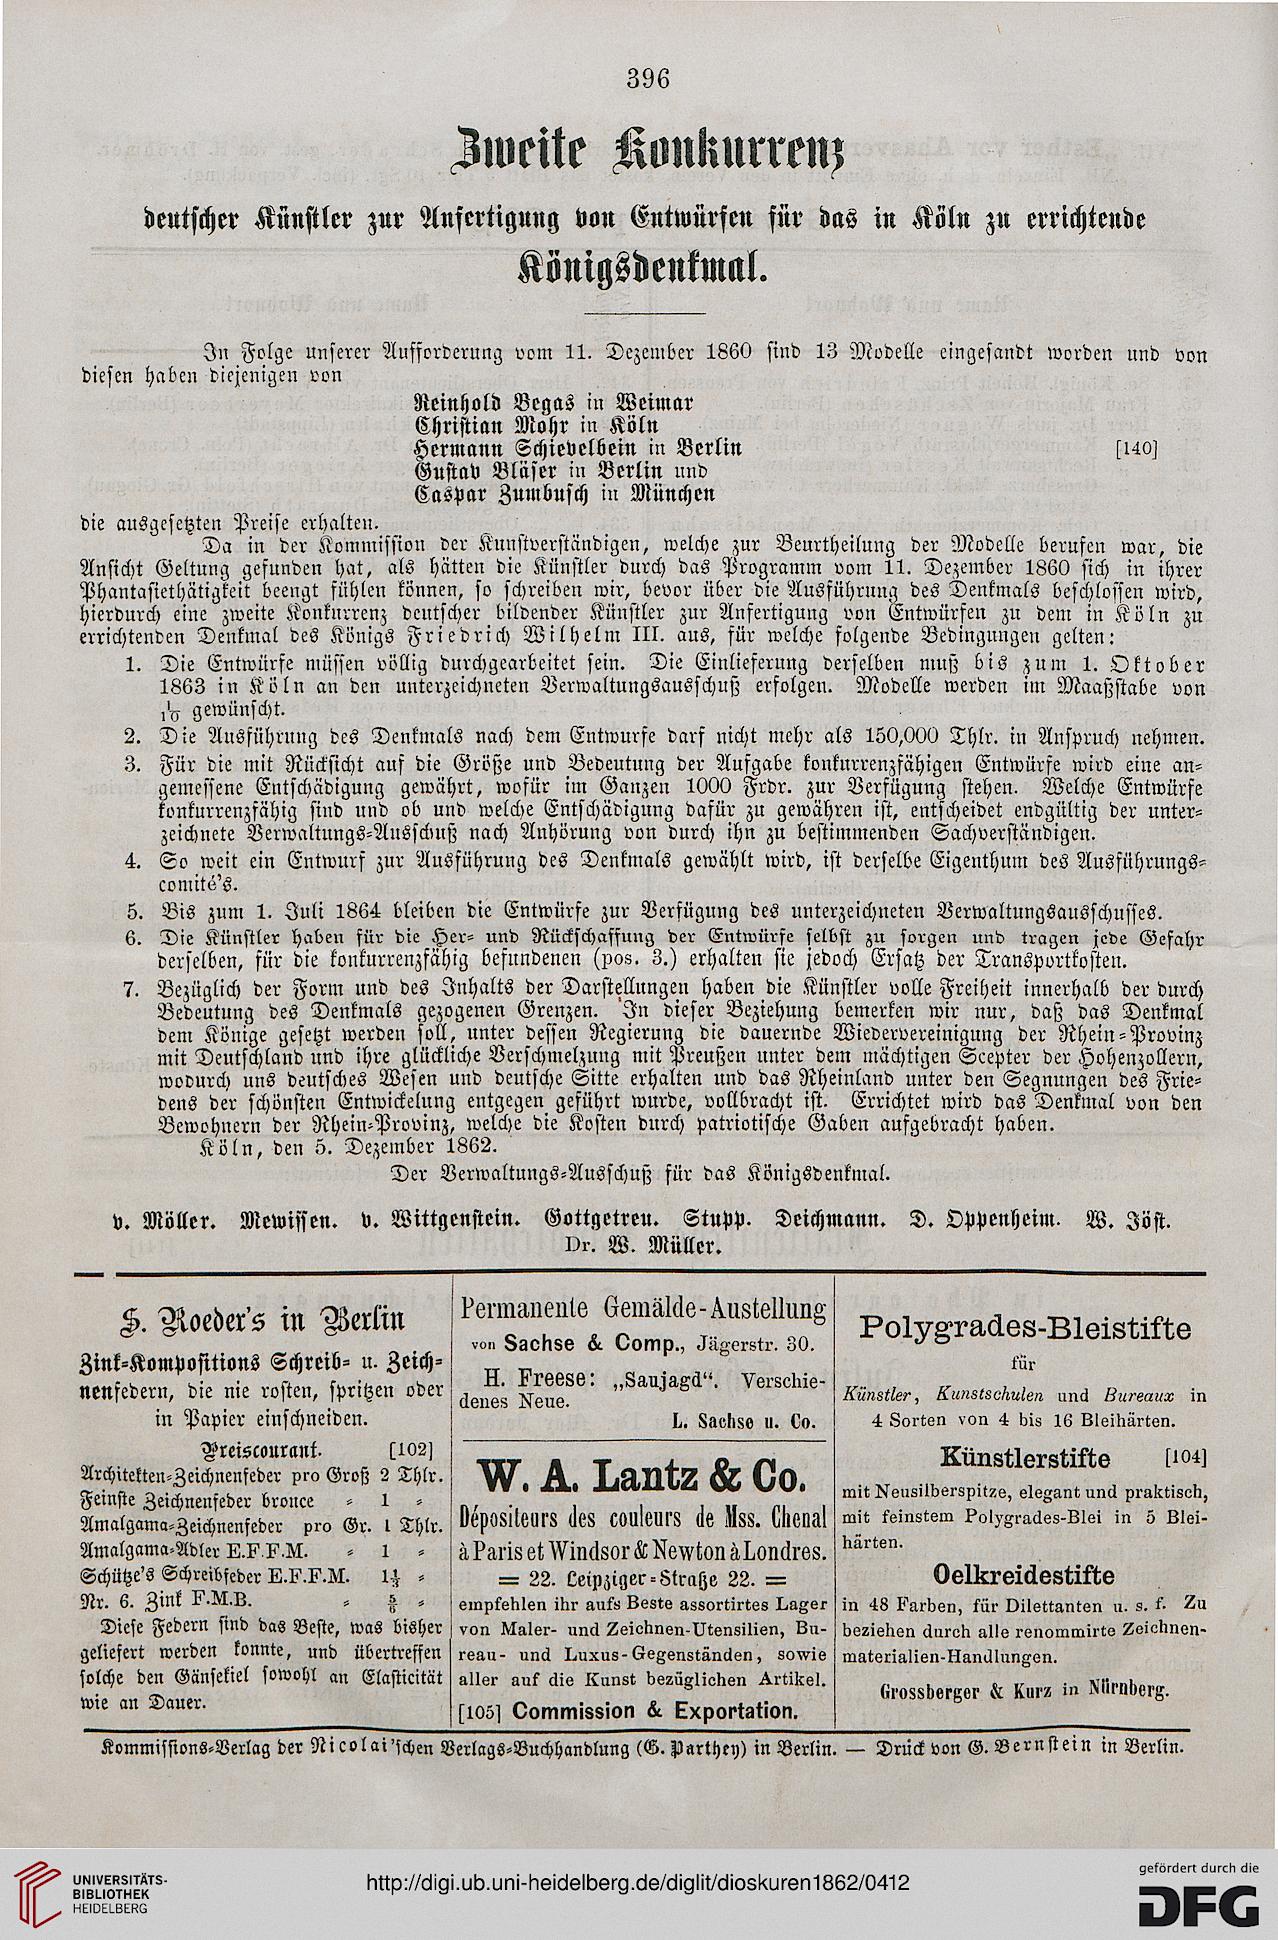 396
Zweite Konkurrenz
deutscher Künstler zur Anfertigung von Entwürfen für das in Köln zu errichtende
Königsdenkmal.
In Folge unserer Aufforderung vom 11. Dezember 1860 sind 13 Modelle eingesandt worden und von
diesen haben diejenigen von
Reinhold Begas in Weimar
Christian Mohr in Köln
Hermann Schievelbein in Berlin [140]
Gustav Bläser in Berlin und
Caspar Zumbusch in München
die ausgesetzten Preise erhalten.
Da in der Kommission der Kunstverständigen, welche zur Beurtheilung der Modelle berufen war, die
Ansicht Geltung gefunden hat, als hätten die Künstler durch das Programm vom 11. Dezember 1860 sich in ihrer
Phantasiethätigkeit beengt fühlen können, so schreiben wir, bevor über die Ausführung des Denkmals beschlossen wird,
hierdurch eine zweite Konkurrenz deutscher bildender Künstler zur Anfertigung von Entwürfen zu dem in Köln zu
errichtenden Denkmal des Königs Friedrich Wilhelm III. aus, für welche folgende Bedingungen gelten:
1. Die Entwürfe müssen völlig durchgearbeitet sein. Die Einlieferung derselben muß bis zum 1. Oktober
1863 in Köln an den unterzeichneten Verwaltungsausschuß erfolgen. Modelle werden im Maaßstabe von
1/10 gewünscht.
2. Die Ausführung des Denkmals nach dem Entwurfe darf nicht mehr als 150,000 Thlr. in Anspruch nehmen.
3. Für die mit Rücksicht auf die Größe und Bedeutung der Aufgabe konkurrenzfähigen Entwürfe wird eine an-
gemessene Entschädigung gewährt, wofür im Ganzen 1000 Frdr. zur Verfügung stehen. Welche Entwürfe
konkurrenzfähig sind und ob und welche Entschädigung dafür zu gewähren ist, entscheidet endgültig der unter-
zeichnete Verwaltungs-Ausschuß nach Anhörung von durch ihn zu bestimmenden Sachverständigen.
4. So weit ein Entwurf zur Ausführung des Denkmals gewählt wird, ist derselbe Eigenthum des Ausführungs-
comité's.
5. Bis zum 1. Juli 1864 bleiben die Entwürfe zur Verfügung des unterzeichneten Verwaltungsausschusses.
6. Die Künstler haben für die Her- und Rückschaffung der Entwürfe selbst zu sorgen und tragen jede Gefahr
derselben, für die konkurrenzfähig befundenen (pos. 3.) erhalten sie jedoch Ersatz der Transportkosten.
7. Bezüglich der Form und des Inhalts der Darstellungen haben die Künstler volle Freiheit innerhalb der durch
Bedeutung des Denkmals gezogenen Grenzen. In dieser Beziehung bemerken wir nur, daß das Denkmal
dem Könige gesetzt werden soll, unter dessen Regierung die dauernde Wiedervereinigung der Rhein-Provinz
mit Deutschland und ihre glückliche Verschmelzung mit Preußen unter dem mächtigen Scepter der Hohenzollern,
wodurch uns deutsches Wesen und deutsche Sitte erhalten und das Rheinland unter den Segnungen des Frie-
dens der schönsten Entwickelung entgegen geführt wurde, vollbracht ist. Errichtet wird das Denkmal von den
Bewohnern der Rhein-Provinz, welche die Kosten durch patriotische Gaben aufgebracht haben.
Köln, den 5. Dezember 1862.
Der Verwaltungs-Ausschuß für das Königsdenkmal.
v. Möller. Mewissen. v. Wittgenstein. Gottgetreu. Stupp. Deichmann. D. Oppenheim. W. Jöst.
Dr. W. Müller.
S. Roeder's in Berlin
Zink-Kompositions Schreib- u. Zeich-
nenfedern, die nie rosten, spritzen oder
in Papier einschneiden.
Preiscourant. [102]
Architekten-Zeichnenfeder pro Groß 2 Thlr.
Feinste Zeichnenfeder bronce - 1 -
Amalgama-Zeichnenfeder pro Gr. 1 Thlr.
Amalgama-Adler E.F.F.M. - 1 -
Schütze's Schreibfeder E.F.F.M. 1 1/3 -
Nr. 6. Zink F.M.B. - 5/6 -
Diese Federn sind das Beste, was bisher
geliefert werden konnte, und übertreffen
solche den Gänsekiel sowohl an Elasticität
wie an Dauer.
Permanente Gemälde-Austellung
von Sachse & Comp., Jägerstr. 30.
H. Freese: „Saujagd“. Verschie-
denes Neue.
L. Sachse u. Co.
W. A. Lantz & Co.
Dépositeurs des couleurs de Mss. Chenal
à Paris et Windsor & Newton à Londres.
= 22. Leipziger-Straße 22. =
empfehlen ihr aufs Beste assortirtes Lager
von Maler- und Zeichnen-Utensilien, Bu-
reau- und Luxus-Gegenständen, sowie
aller auf die Kunst bezüglichen Artikel.
[105] Commission & Exportation.
Polygrades-Bleistifte
für
Künstler, Kunstschulen und Bureaux in
4 Sorten von 4 bis 16 Bleihärten.
Künstlerstifte [104]
mit Neusilberspitze, elegant und praktisch,
mit feinstem Polygrades-Blei in 5 Blei-
härten.
Oelkreidestifte
in 48 Farben, für Dilettanten u. s. f. Zu
beziehen durch alle renommirte Zeichnen-
materialien-Handlungen.
Grossberger & Kurz in Nürnberg.
Kommissions-Verlag der Nicolai'schen Verlags-Buchhandlung (G. Parthey) in Berlin. — Druck von G. Bernstein in Berlin.
UNIVERSITÄTS-
BIBLIOTHEK
HEIDELBERG
http://digi.ub.uni-heidelberg.de/diglit/dioskuren1862/0412
gefördert durch die
DFG